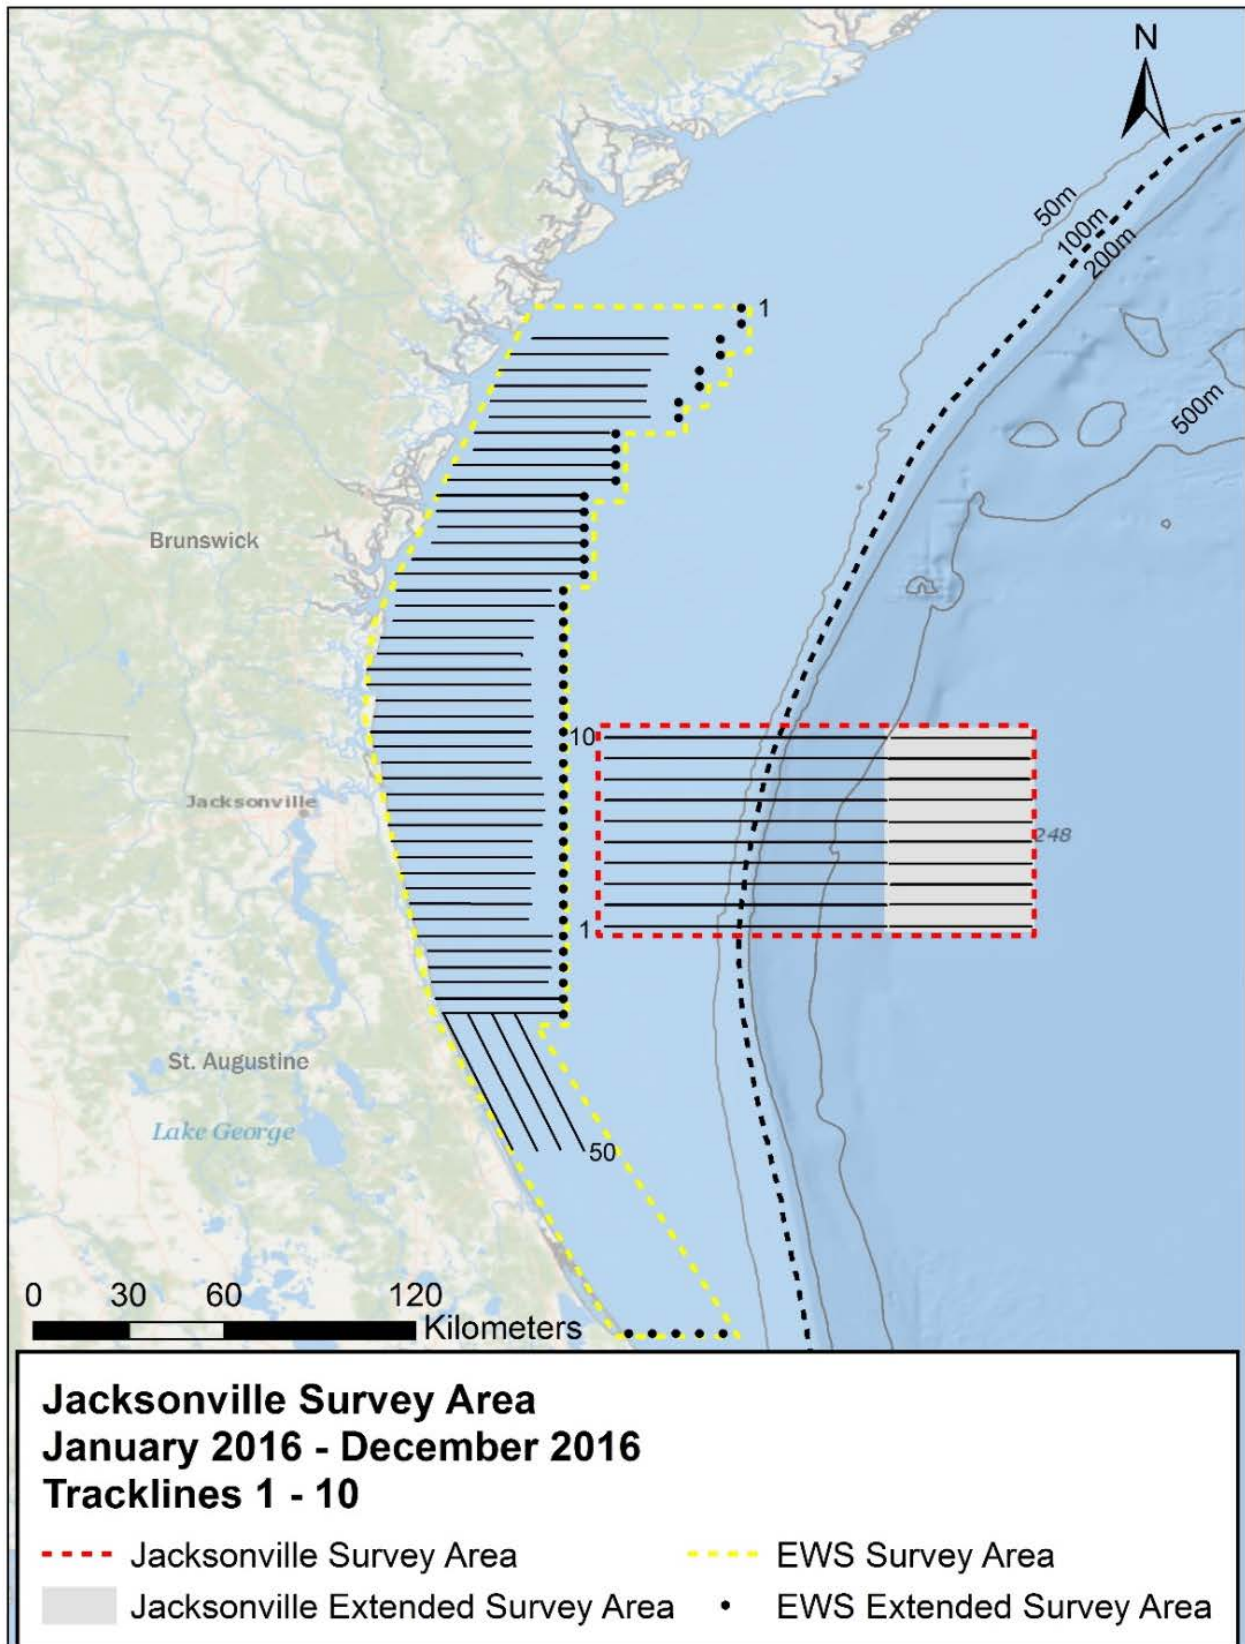 N
50m
100m
200m
1
500m
Brunswick
10
Jacksonville
248
1
St. Augustine
Lake George
50
0 30 60 120
Kilometers
Jacksonville Survey Area
January 2016 - December 2016
Tracklines 1 - 10
Jacksonville Survey Area
EWS Survey Area
Jacksonville Extended Survey Area
EWS Extended Survey Area